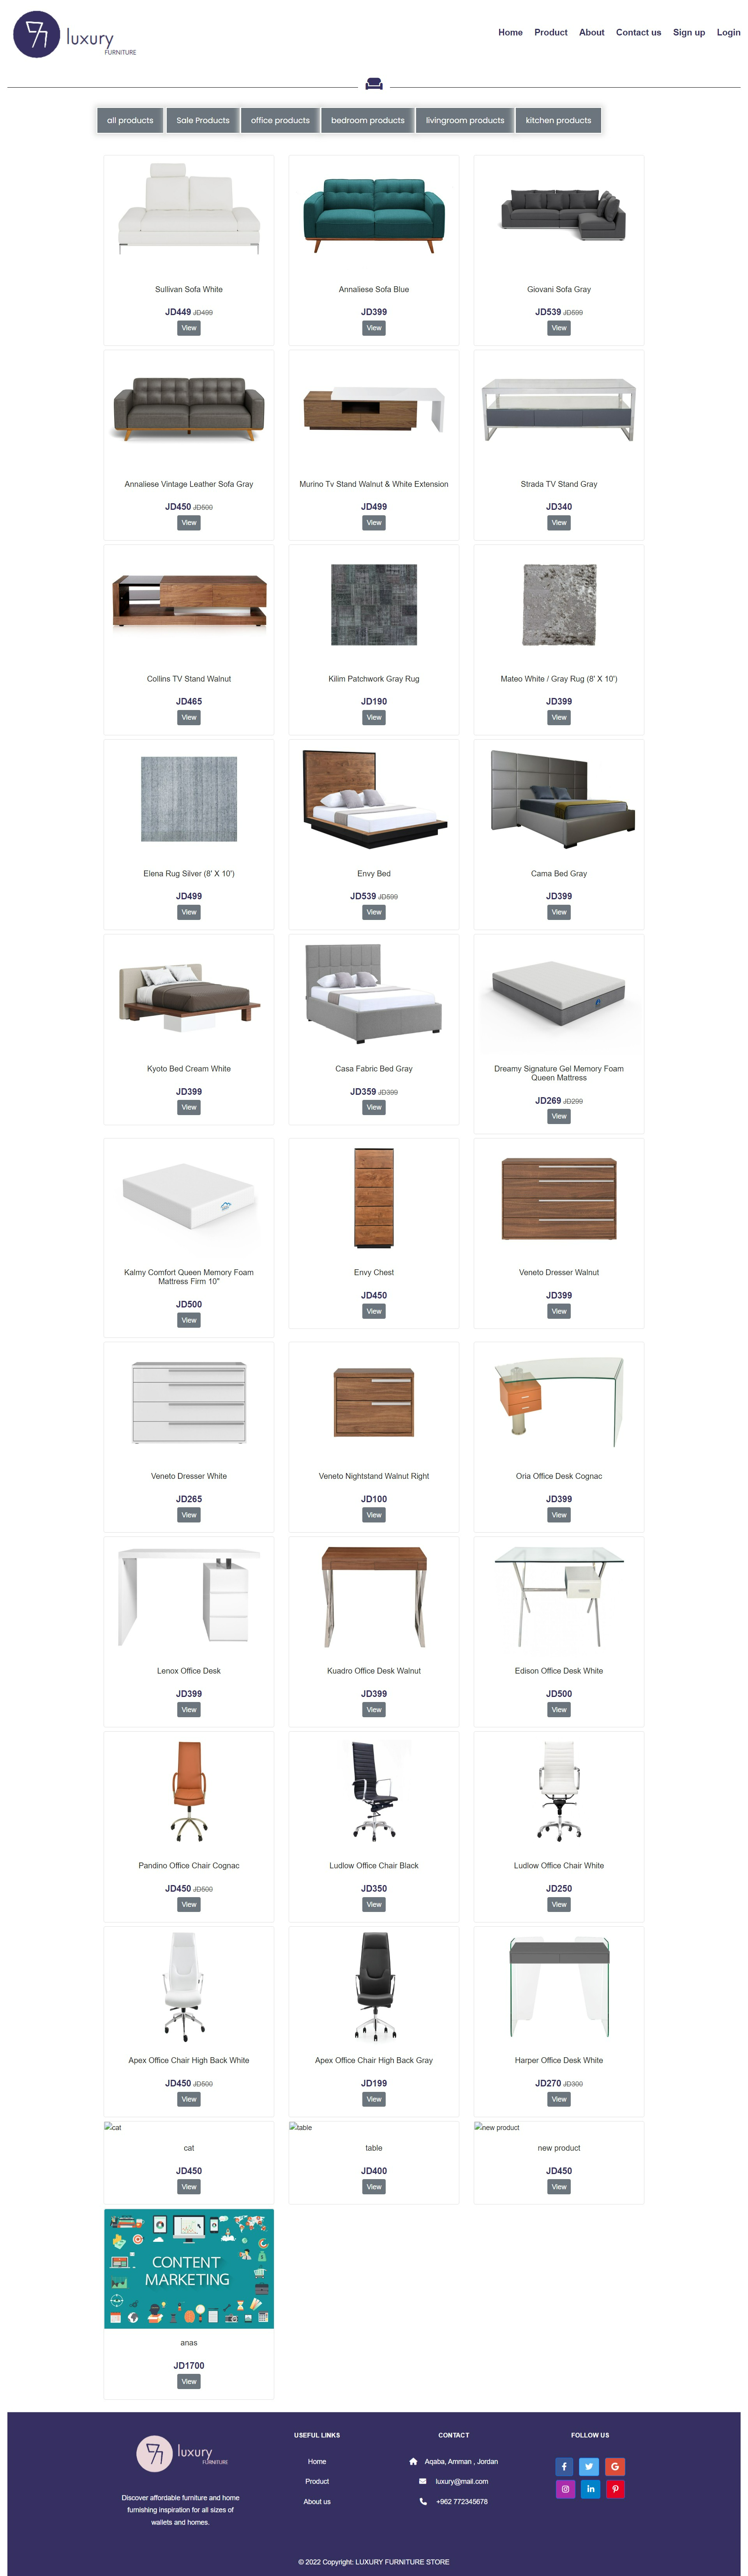 luxury
FURNITURE
Home Product About Contact us Sign up Login
all products Sale Products office products bedroom products livingroom products kitchen products
Sullivan Sofa White
JD449 JD499
View
Annaliese Sofa Blue
JD399
View
Giovani Sofa Gray
JD539 JD599
View
Annaliese Vintage Leather Sofa Gray
JD450 JD500
View
Murino Tv Stand Walnut & White Extension
JD499
View
Strada TV Stand Gray
JD340
View
Collins TV Stand Walnut
JD465
View
Kilim Patchwork Gray Rug
JD190
View
Mateo White / Gray Rug (8' X 10')
JD399
View
Elena Rug Silver (8' X 10')
JD499
View
Envy Bed
JD539 JD599
View
Cama Bed Gray
JD399
View
Kyoto Bed Cream White
JD399
View
Casa Fabric Bed Gray
JD359 JD399
View
Dreamy Signature Gel Memory Foam
Queen Mattress
JD269 JD299
View
Kalmy Comfort Queen Memory Foam
Mattress Firm 10"
JD500
View
Envy Chest
JD450
View
Veneto Dresser Walnut
JD399
View
Veneto Dresser White
JD265
View
Veneto Nightstand Walnut Right
JD100
View
Oria Office Desk Cognac
JD399
View
Lenox Office Desk
JD399
View
Kuadro Office Desk Walnut
JD399
View
Edison Office Desk White
JD500
View
Pandino Office Chair Cognac
JD450 JD500
View
Ludlow Office Chair Black
JD350
View
Ludlow Office Chair White
JD250
View
Apex Office Chair High Back White
JD450 JD500
View
Apex Office Chair High Back Gray
JD199
View
Harper Office Desk White
JD270 JD300
View
cat
cat
JD450
View
table
table
JD400
View
new product
new product
JD450
View
CONTENT
MARKETING
anas
JD1700
View
luxury
FURNITURE
Discover affordable furniture and home
furnishing inspiration for all sizes of
wallets and homes.
USEFUL LINKS
Home
Product
About us
CONTACT
Aqaba, Amman , Jordan
luxury@mail.com
+962 772345678
FOLLOW US
© 2022 Copyright: LUXURY FURNITURE STORE